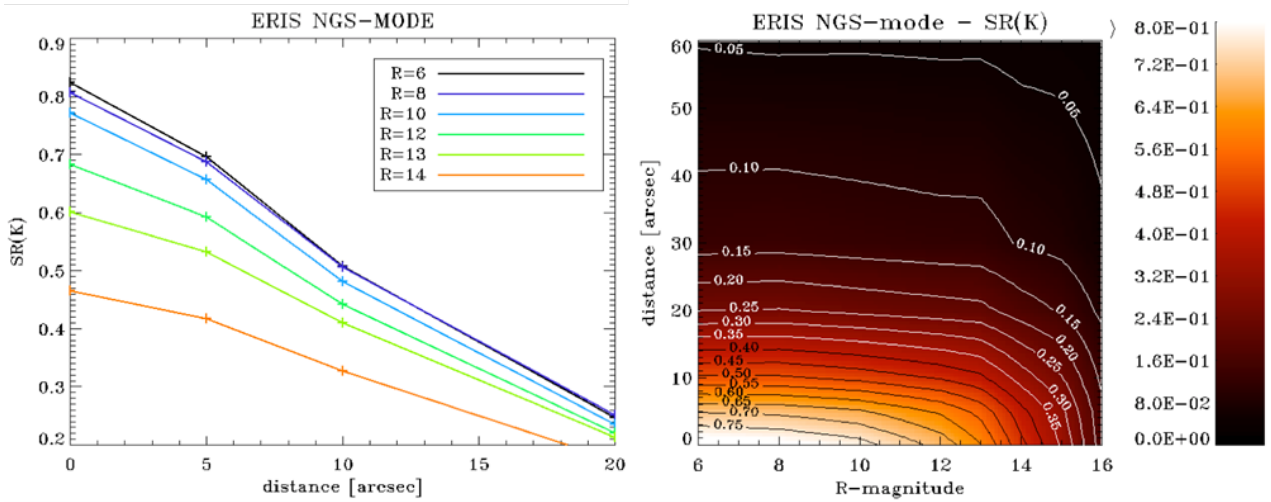 ERIS NGS-MODE
0.9
0.8
0.7
0.6
0.5
0.4
0.3
0.2
SR(K)
0 5 10 15 20
distance [arcsec]
R=6
R=8
R=10
R=12
R=13
R=14
ERIS NGS-mode - SR(K)
60
50
40
30
20
10
0
distance [arcsec]
6 8 10 12 14 16
R-magnitude
0.05
0.05
0.10
0.10
0.15
0.15
0.20
0.20
0.25
0.25
0.30
0.30
0.35
0.35
0.40
0.45
0.50
0.55
0.60
0.65
0.70
0.75
8.0E-01
7.2E-01
6.4E-01
5.6E-01
4.8E-01
4.0E-01
3.2E-01
2.4E-01
1.6E-01
8.0E-02
0.0E+00